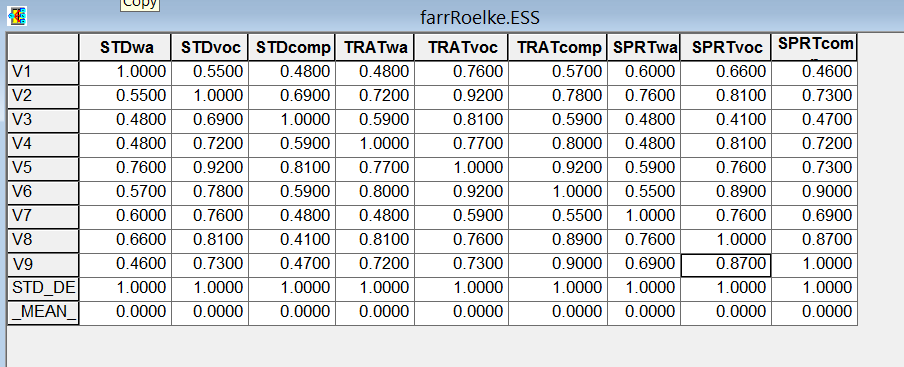 Copy
farrRoelke.ESS
STDwa STDvoc STDcomp TRATwa TRATvoc TRATcomp SPRTwa SPRTvoc SPRTcom
V1 1.0000 0.5500 0.4800 0.4800 0.7600 0.5700 0.6000 0.6600 0.4600
V2 0.5500 1.0000 0.6900 0.7200 0.9200 0.7800 0.7600 0.8100 0.7300
V3 0.4800 0.6900 1.0000 0.5900 0.8100 0.5900 0.4800 0.4100 0.4700
V4 0.4800 0.7200 0.5900 1.0000 0.7700 0.8000 0.4800 0.8100 0.7200
V5 0.7600 0.9200 0.8100 0.7700 1.0000 0.9200 0.5900 0.7600 0.7300
V6 0.5700 0.7800 0.5900 0.8000 0.9200 1.0000 0.5500 0.8900 0.9000
V7 0.6000 0.7600 0.4800 0.4800 0.5900 0.5500 1.0000 0.7600 0.6900
V8 0.6600 0.8100 0.4100 0.8100 0.7600 0.8900 0.7600 1.0000 0.8700
V9 0.4600 0.7300 0.4700 0.7200 0.7300 0.9000 0.6900 0.8700 1.0000
STD_DE 1.0000 1.0000 1.0000 1.0000 1.0000 1.0000 1.0000 1.0000 1.0000
_MEAN_ 0.0000 0.0000 0.0000 0.0000 0.0000 0.0000 0.0000 0.0000 0.0000